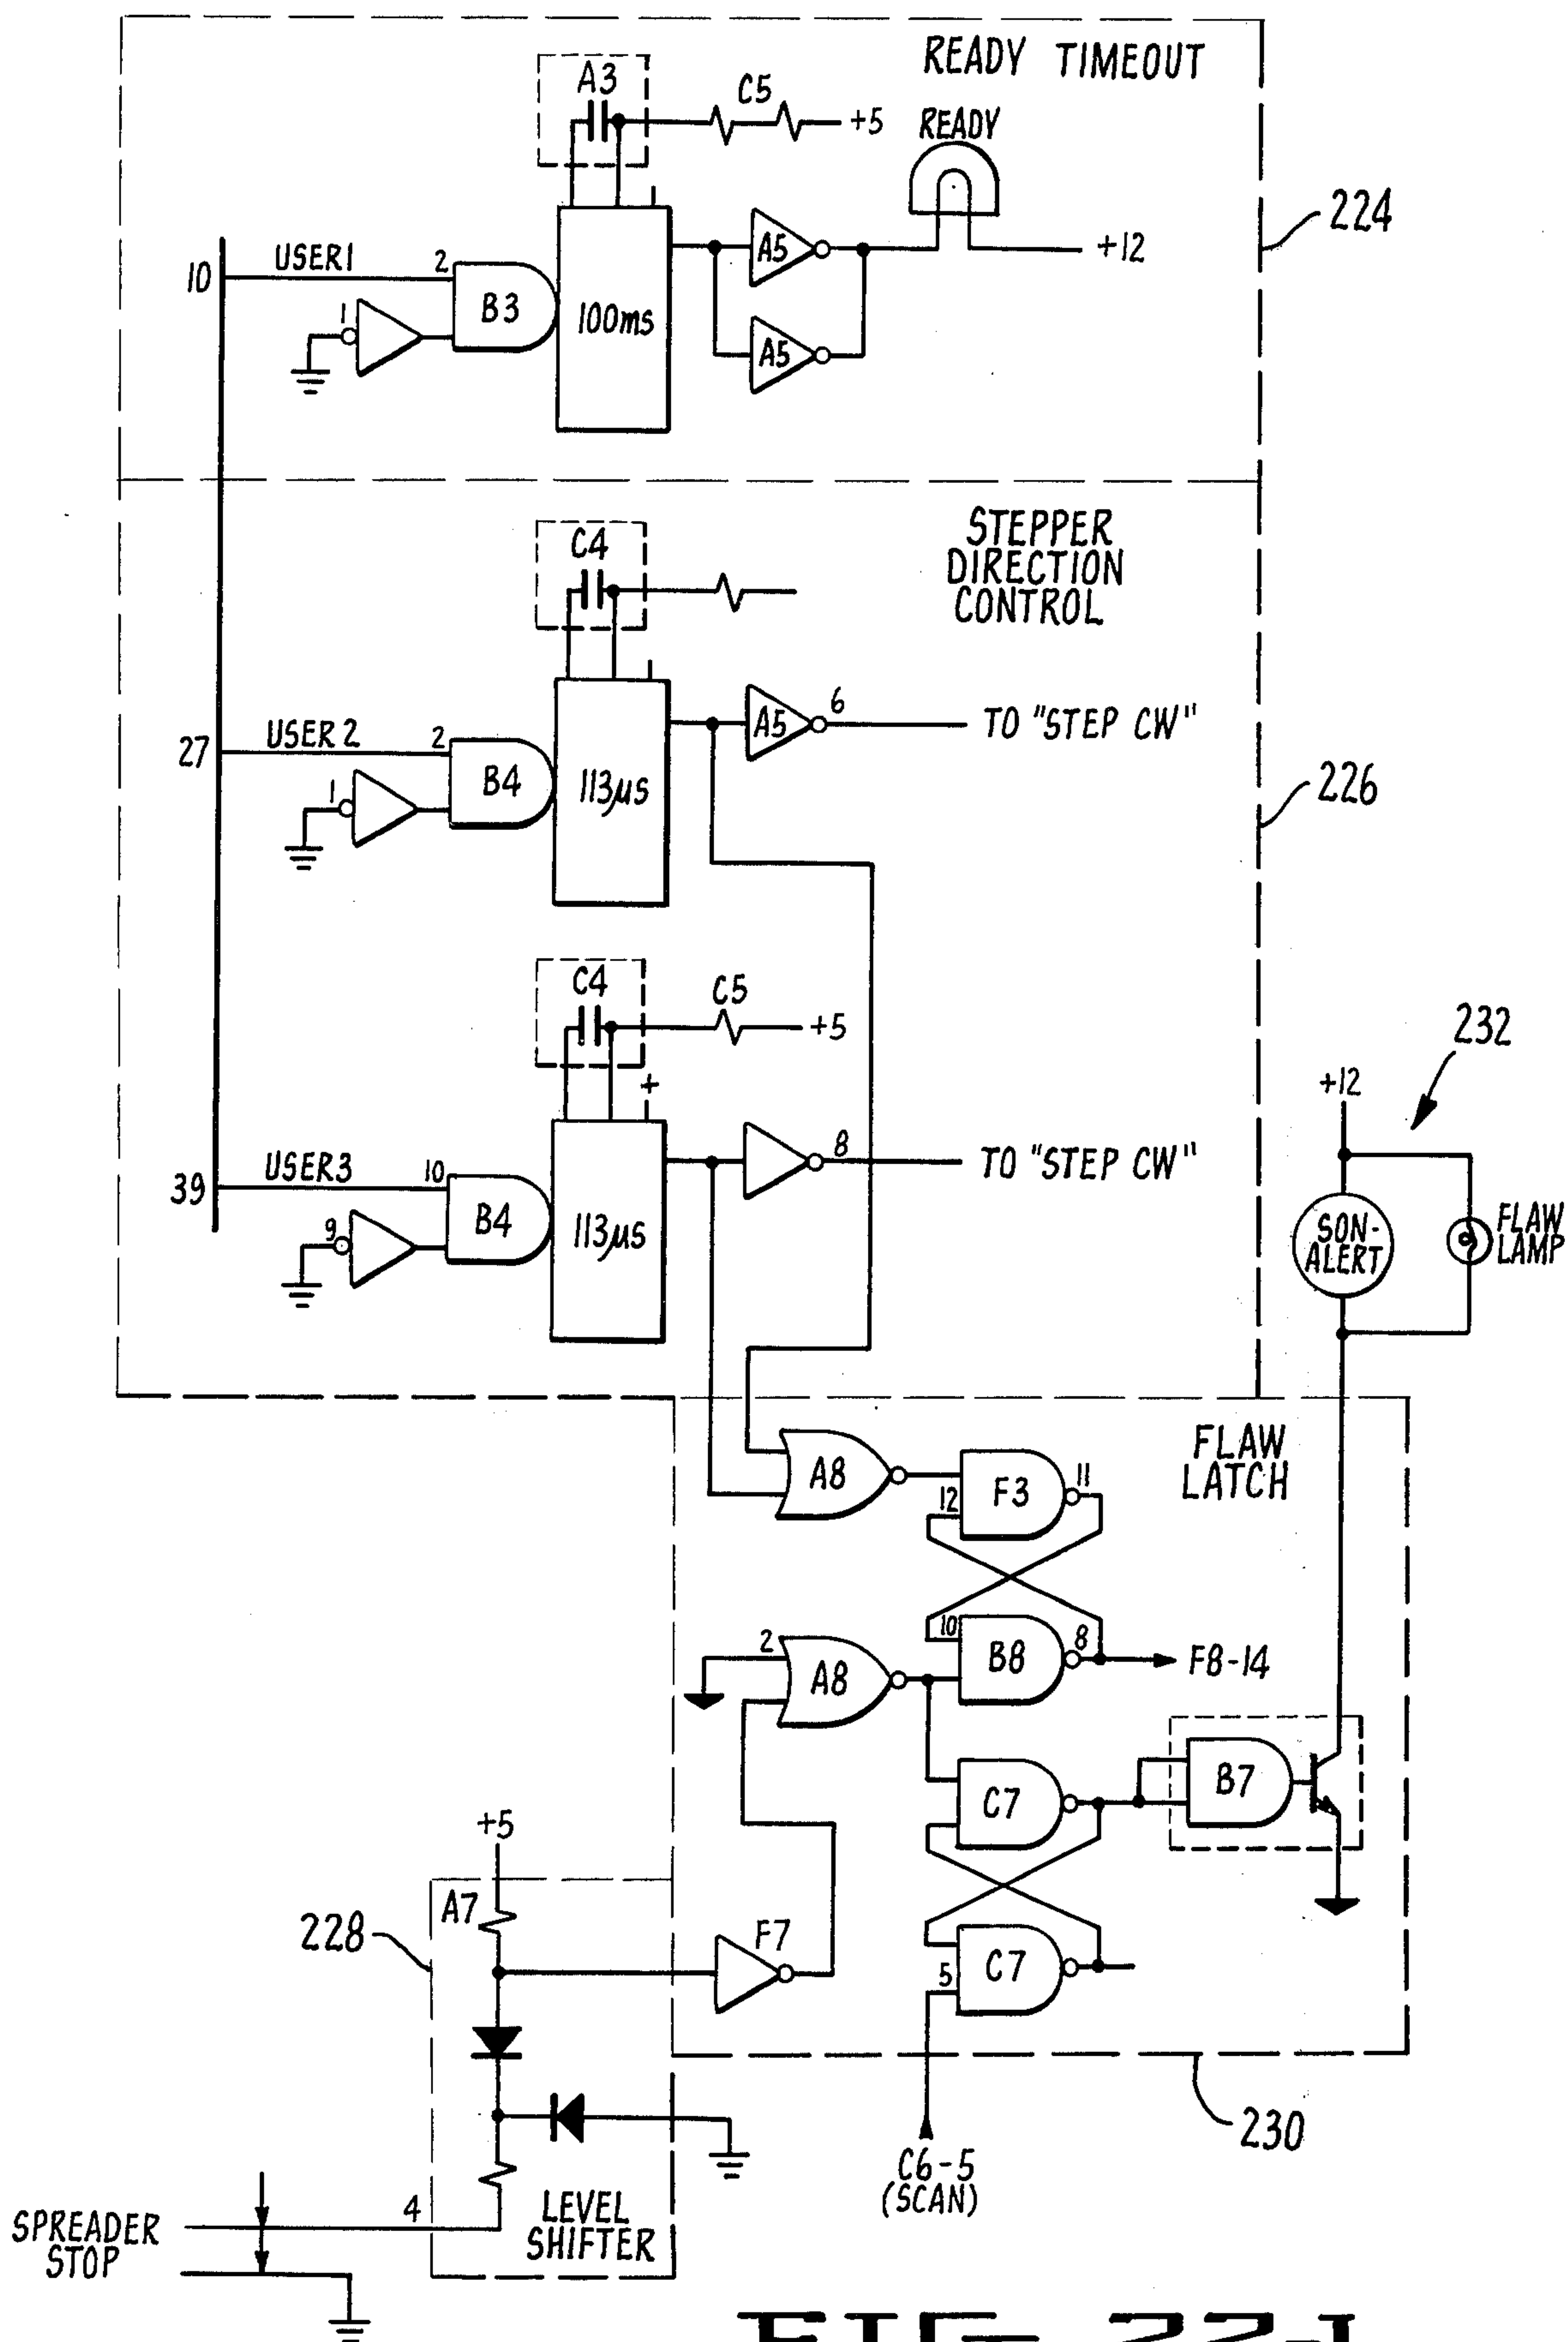 READY TIMEOUT
A3
C5
+5
READY
224
+12
10
USER1
2
1
B3
100ms
A5
A5
STEPPER
DIRECTION
CONTROL
C4
27
USER 2
2
1
B4
113µs
A5
6
TO "STEP CW"
226
C4
C5
+5
+
39
USER3
10
9
B4
113µs
8
TO "STEP CW"
232
+12
SON-
ALERT
FLAW
LAMP
FLAW
LATCH
A8
12
F3
11
2
A8
10
B8
8
F8-14
C7
B7
+5
A7
228
F7
5
C7
230
C6-5
(SCAN)
4
LEVEL
SHIFTER
SPREADER
STOP